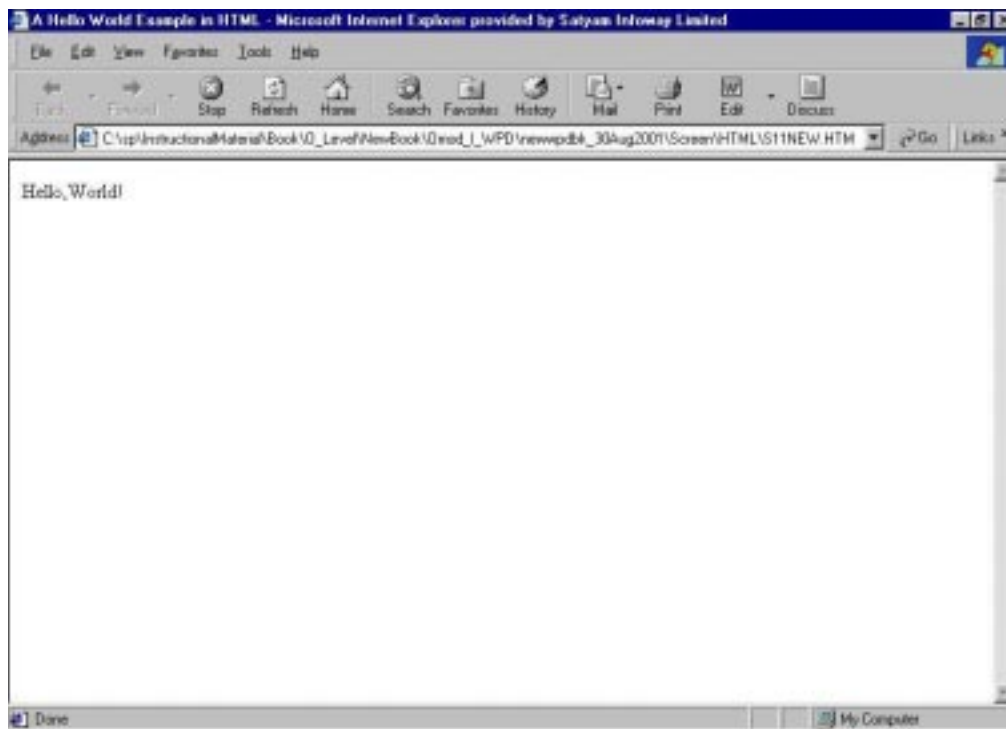 A Hello World Example in HTML - Microsoft Internet Explorer provided by Satyam Infoway Limited
File Edit View Favorites Tools Help
Back Forward Stop Refresh Home Search Favorites History Mail Print Edit Discuss
Address Go Links
Hello,World!
Done My Computer